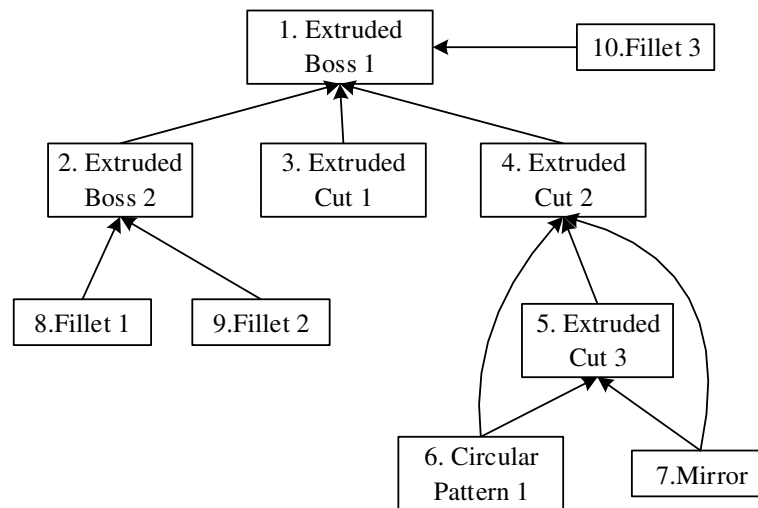 1. Extruded
Boss 1
10.Fillet 3
2. Extruded
Boss 2
3. Extruded
Cut 1
4. Extruded
Cut 2
8.Fillet 1
9.Fillet 2
5. Extruded
Cut 3
6. Circular
Pattern 1
7.Mirror